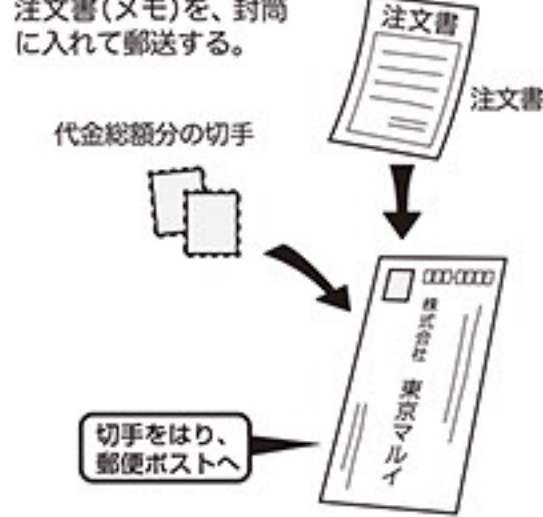 注文書(メモ)を、封筒
に入れて郵送する。
注文書
注文書
代金総額分の切手
株式会社 東京マルイ
切手をはり、
郵便ポストへ